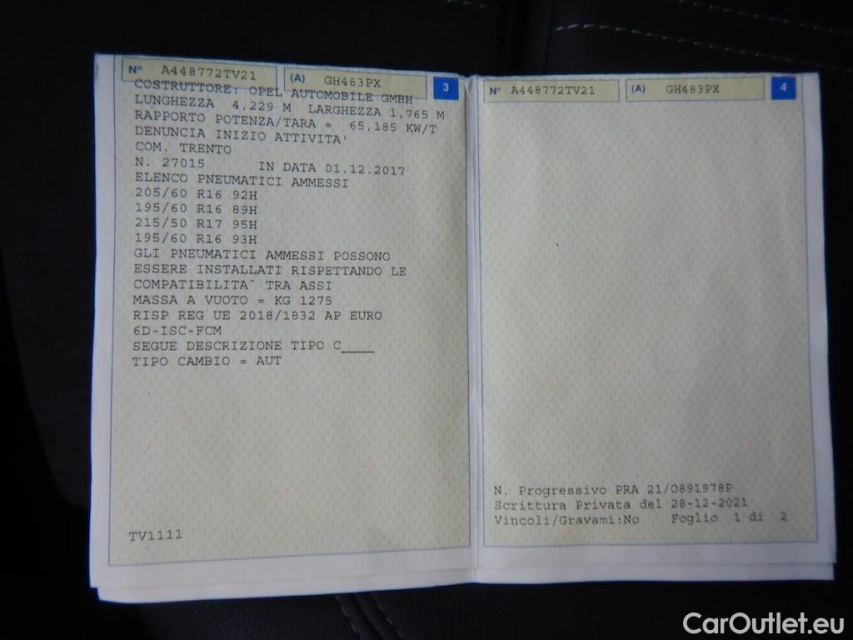 N° A448772TV21 (A) GH483PX 3
COSTRUTTORE: OPEL AUTOMOBILE GMBH
LUNGHEZZA 4,229 M LARGHEZZA 1,765 M
RAPPORTO POTENZA/TARA = 65,185 KW/T
DENUNCIA INIZIO ATTIVITA'
COM. TRENTO
N. 27015 IN DATA 01.12.2017
ELENCO PNEUMATICI AMMESSI
205/60 R16 92H
195/60 R16 89H
215/50 R17 95H
195/60 R16 93H
GLI PNEUMATICI AMMESSI POSSONO
ESSERE INSTALLATI RISPETTANDO LE
COMPATIBILITA` TRA ASSI
MASSA A VUOTO = KG 1275
RISP REG UE 2018/1832 AP EURO
6D-ISC-FCM
SEGUE DESCRIZIONE TIPO C____
TIPO CAMBIO = AUT
TV1111
N° A448772TV21 (A) GH483PX 4
N. Progressivo PRA 21/O891978P
Scrittura Privata del 28-12-2021
Vincoli/Gravami:No Foglio 1 di 2
CarOutlet.eu